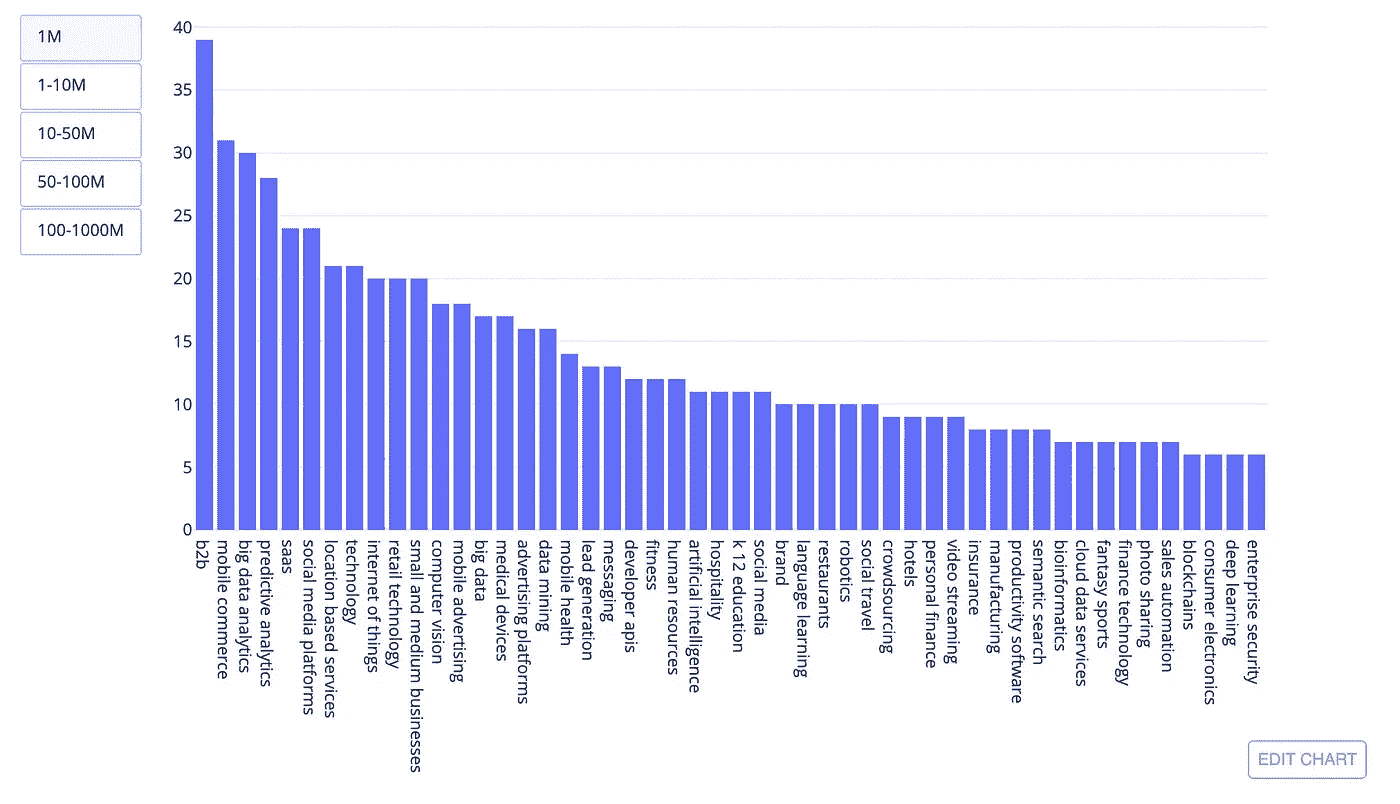 1M
1-10M
10-50M
50-100M
100-1000M
40
35
30
25
20
15
10
5
0
b2b
mobile commerce
big data analytics
predictive analytics
saas
social media platforms
location based services
technology
internet of things
retail technology
small and medium businesses
computer vision
mobile advertising
big data
medical devices
advertising platforms
data mining
mobile health
lead generation
messaging
developer apis
fitness
human resources
artificial intelligence
hospitality
k 12 education
social media
brand
language learning
restaurants
robotics
social travel
crowdsourcing
hotels
personal finance
video streaming
insurance
manufacturing
productivity software
semantic search
bioinformatics
cloud data services
fantasy sports
finance technology
photo sharing
sales automation
blockchains
consumer electronics
deep learning
enterprise security
EDIT CHART